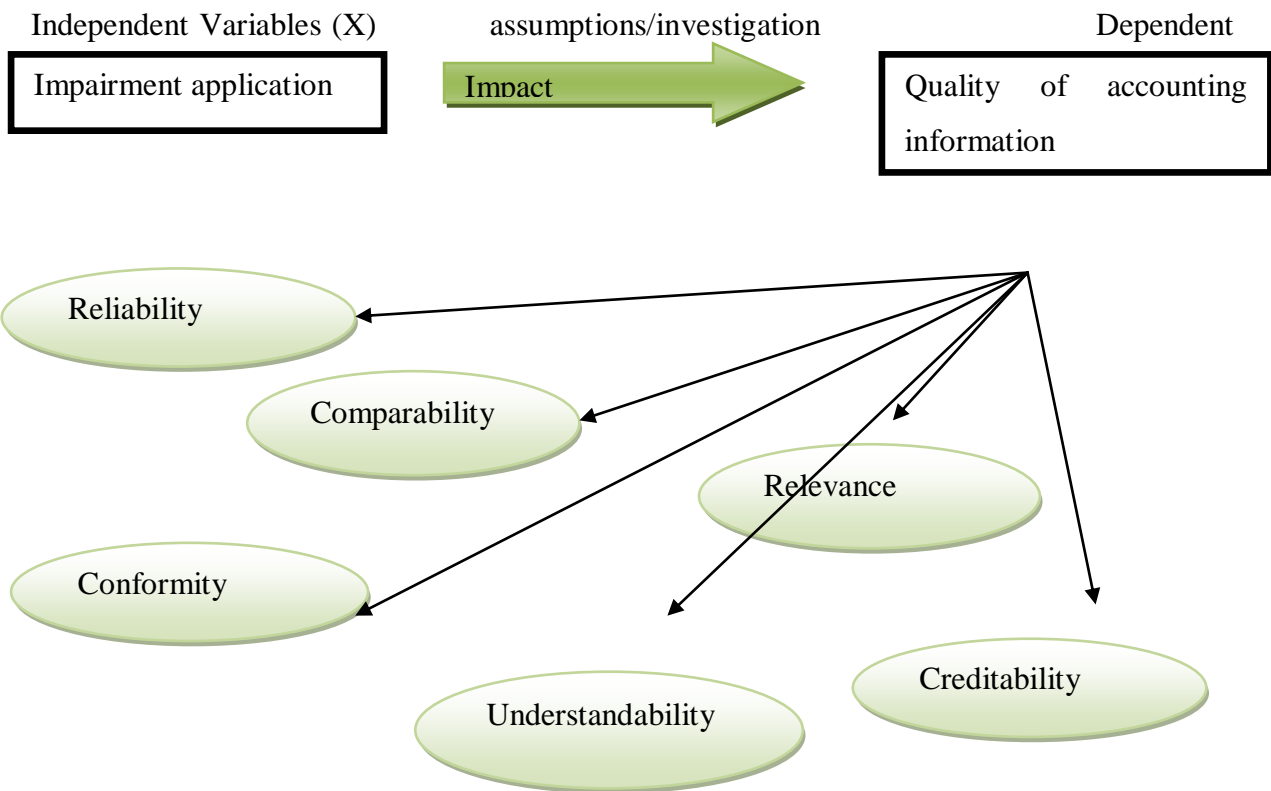 Independent Variables (X) assumptions/investigation Dependent
Impairment application
Impact
Quality of accounting
information
Reliability
Comparability
Relevance
Conformity
Creditability
Understandability